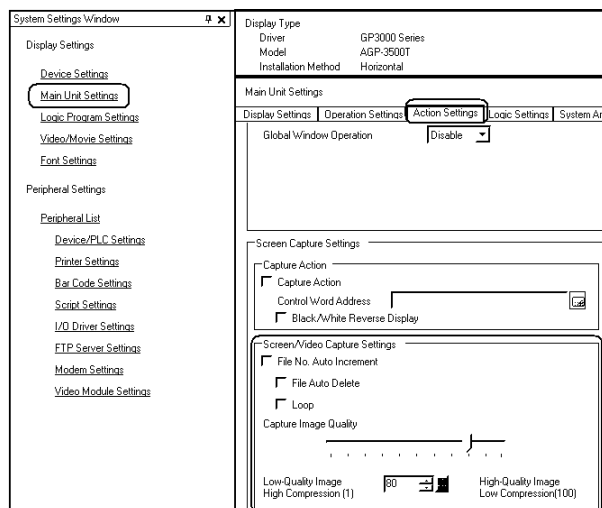 System Settings Window
Display Settings
Device Settings
Main Unit Settings
Logic Program Settings
Video/Movie Settings
Font Settings
Peripheral Settings
Peripheral List
Device/PLC Settings
Printer Settings
Bar Code Settings
Script Settings
I/O Driver Settings
FTP Server Settings
Modem Settings
Video Module Settings
Display Type
Driver GP3000 Series
Model AGP-3500T
Installation Method Horizontal
Main Unit Settings
Display Settings Operation Settings Action Settings Logic Settings System Ar
Global Window Operation Disable
Screen Capture Settings
Capture Action
Capture Action
Control Word Address
Black/White Reverse Display
Screen/Video Capture Settings
File No. Auto Increment
File Auto Delete
Loop
Capture Image Quality
Low-Quality Image 80 High-Quality Image
High Compression (1) Low Compression(100)